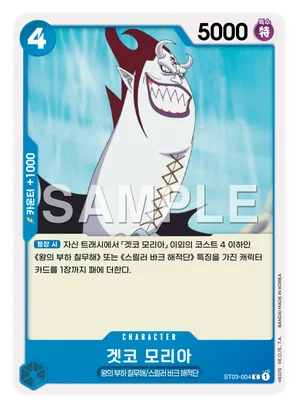 4
5000
특수
特
카운터 +1000
SAMPLE
등장 시 자신 트래시에서 「겟코 모리아」 이외의 코스트 4 이하인
《왕의 부하 칠무해》 또는 《스릴러 바크 해적단》 특징을 가진 캐릭터
카드를 1장까지 패에 더한다.
CHARACTER
겟코 모리아
왕의 부하 칠무해/스릴러 바크 해적단
ST03-004 C
1
BANDAI MADE IN KOREA